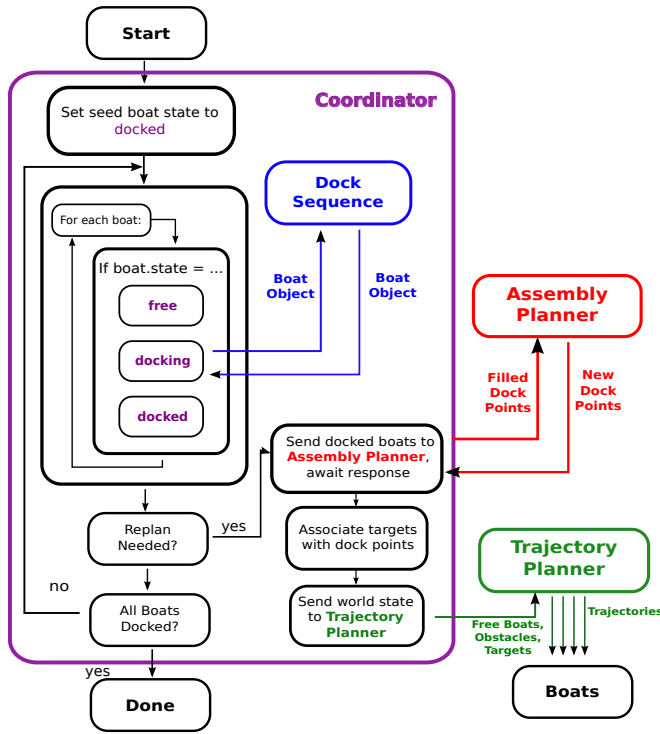 Start
Coordinator
Set seed boat state to
docked
For each boat:
If boat.state = ...
free
docking
docked
Dock
Sequence
Boat
Object
Boat
Object
Assembly
Planner
Filled
Dock
Points
New
Dock
Points
Send docked boats to
Assembly Planner,
await response
Replan
Needed?
yes
Associate targets
with dock points
Trajectory
Planner
no
All Boats
Docked?
Send world state
to Trajectory
Planner
Free Boats,
Obstacles,
Targets
Trajectories
yes
Done
Boats